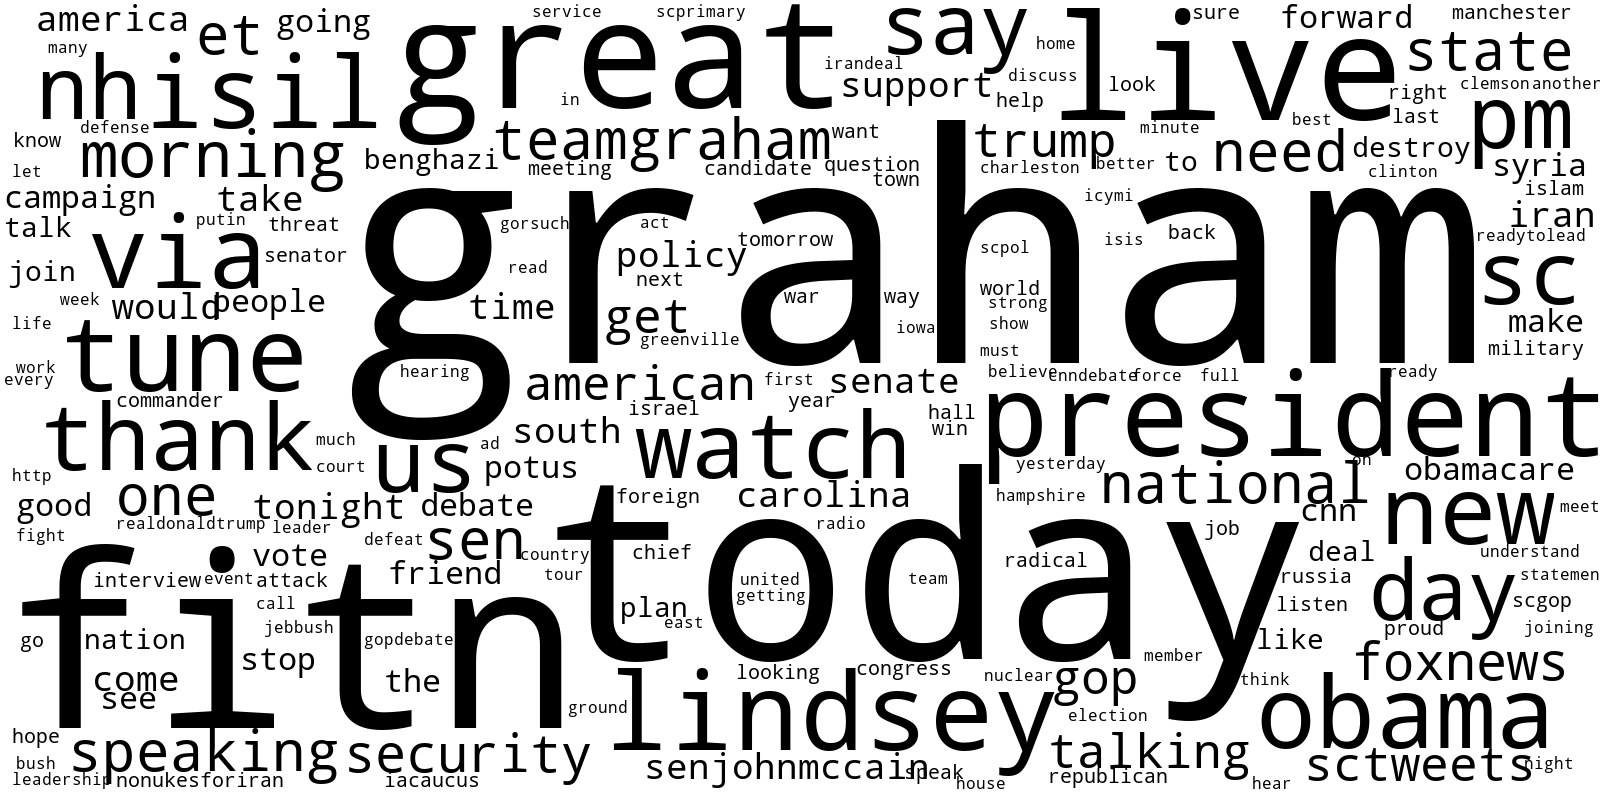 america et going great service scprimary say live sure forward manchester
many nhisil in irandeal support home discuss help look state
clemson another right last pm best
know defense morning benghazi teamgraham want trump minute need destroy
let meeting candidate question town charleston better to clinton syria
campaign take graham icymi islam
talk via putin threat gorsuch act tomorrow isis back iran
join senator policy scpol readytolead
week would people read next war way world sc
life tune time get greenville iowa strong show make
work must military
every hearing american first senate believe cnndebate force full ready
commander israel year hall president
thank much us ad south watch win
http court potus yesterday on obamacare
good one tonight debate foreign carolina hampshire national new
fight realdonaldtrump leader defeat sen today radio job cnn meet
vote country chief radical deal understand
fitn interview event attack friend tour united team russia day statemen
call plan getting listen scgop
go nation jebbush gopdebate east like proud joining
come stop the looking congress member foxnews
see lindsey nuclear gop think
ground election obama
hope speaking security talking
bush senjohnmccain speak republican sctweets night
leadership nonukesforiran iacaucus house hear